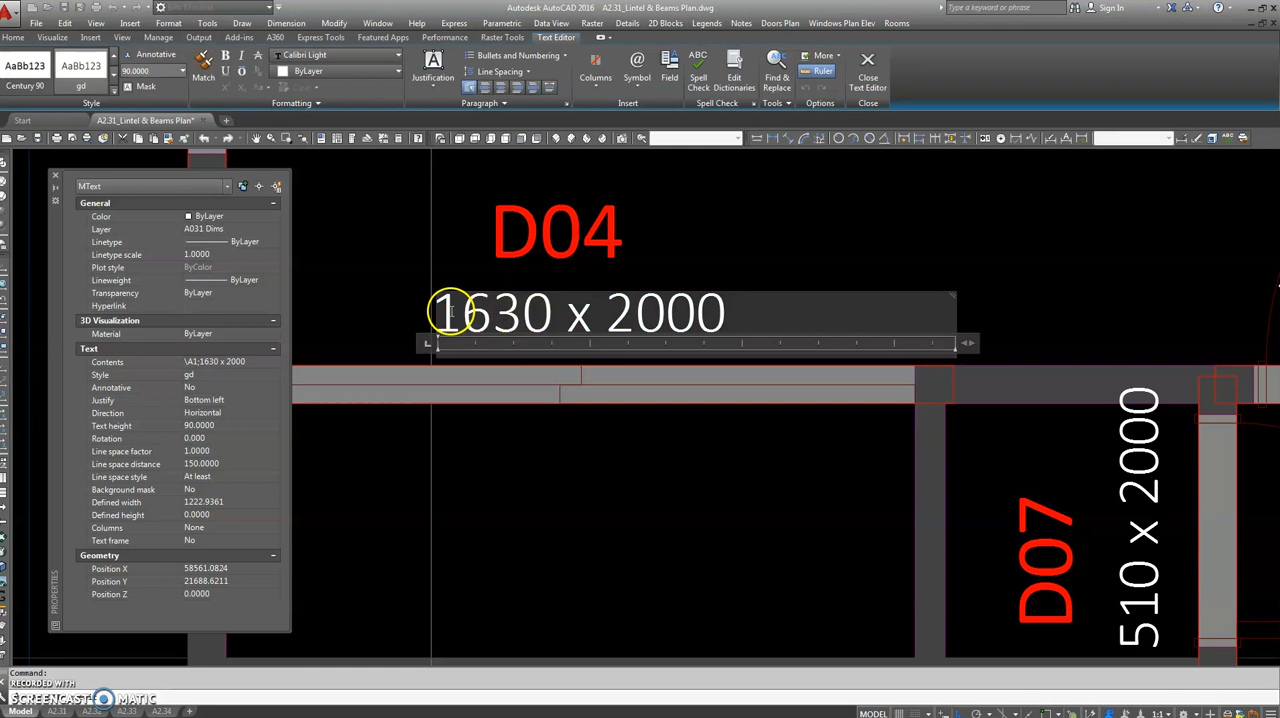 Autodesk AutoCAD 2016
A2.31_Lintel & Beams Plan.dwg
Type a keyword or phrase
Sign In
File Edit View Insert Format Tools Draw Dimension Modify Window Help Express Parametric Data View Raster Details 2D Blocks Legends Notes Doors Plan Windows Plan Elev Rooms
Home Visualize Insert Annotate Manage Output Add-ins A360 Express Tools Featured Apps Performance Raster Tools Text Editor
AaBb123 AaBb123
Century 90 gd
Annotative
90.0000
Mask
Style
Match
B I
U O
Calibri Light
ByLayer
Formatting
Justification
Bullets and Numbering
Line Spacing
Paragraph
Columns
Symbol
Field
Insert
Spell
Check
Edit
Dictionaries
Spell Check
Find &
Replace
Tools
More
Ruler
Options
Close
Text Editor
Close
Start
A2.31_Lintel & Beams Plan*
MText
General
Color ByLayer
Layer A031 Dims
Linetype ByLayer
Linetype scale 1.0000
Plot style ByColor
Lineweight ByLayer
Transparency ByLayer
Hyperlink
3D Visualization
Material ByLayer
Text
Contents \A1;1630 x 2000
Style gd
Annotative No
Justify Bottom left
Direction Horizontal
Text height 90.0000
Rotation 0.000
Line space factor 1.0000
Line space distance 150.0000
Line space style At least
Background mask No
Defined width 1222.9361
Defined height 0.0000
Columns None
Text frame No
Geometry
Position X 58561.0824
Position Y 21688.6211
Position Z 0.0000
PROPERTIES
D04
1630 x 2000
D07
510 x 2000
Command:
RECORDED WITH
SCREENCAST MATIC
Model A2.31 A2.32 A2.33 A2.34
MODEL
1:1